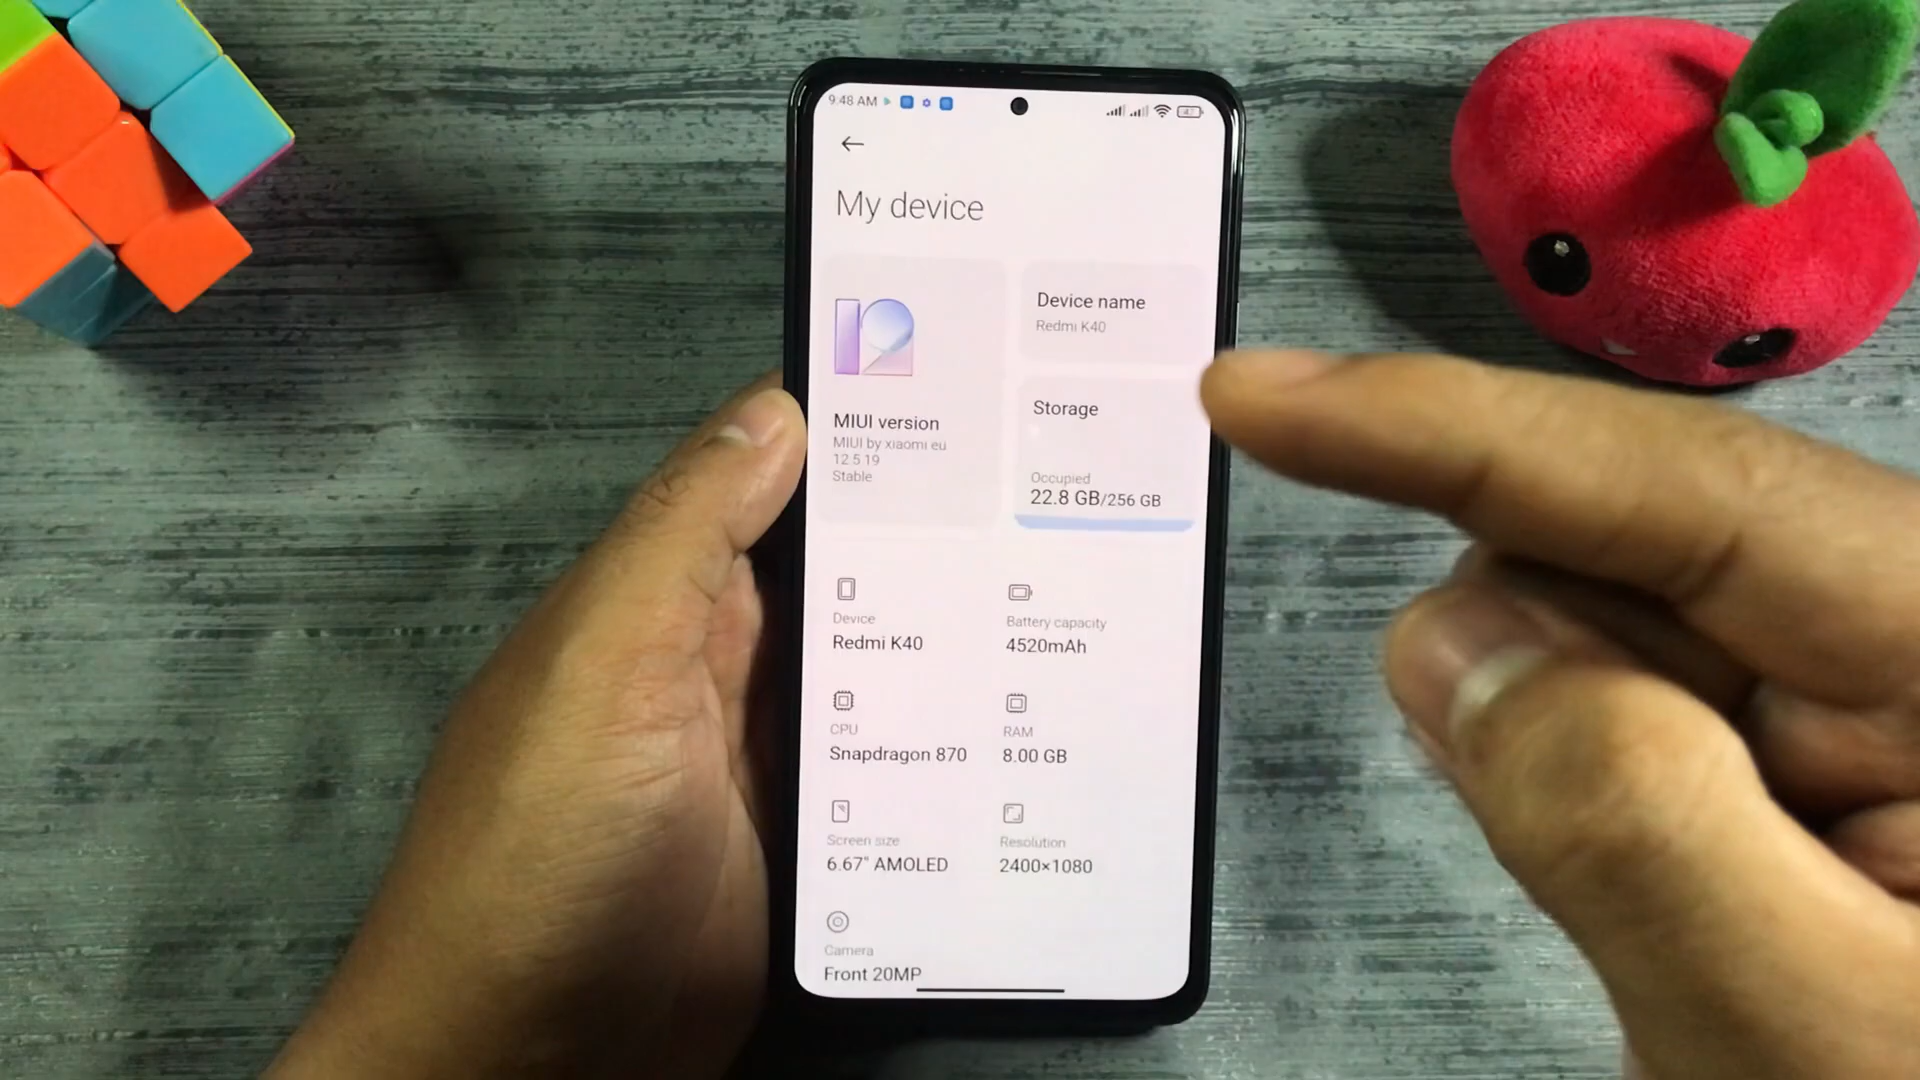 9:48 AM
My device
MIUI version
MIUI by xiaomi eu
12.5 19
Stable
Device name
Redmi K40
Storage
Occupied
22.8 GB/256 GB
Device
Redmi K40
Battery capacity
4520mAh
CPU
Snapdragon 870
RAM
8.00 GB
Screen size
6.67" AMOLED
Resolution
2400×1080
Camera
Front 20MP